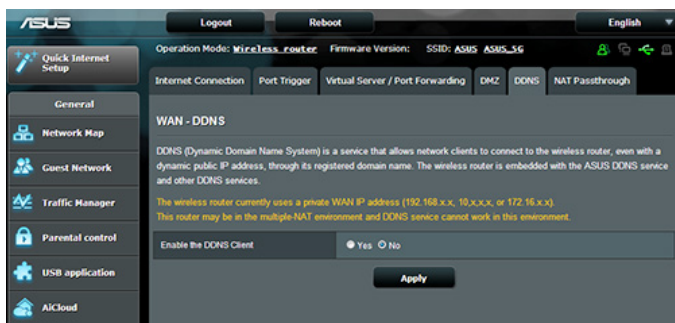 ASUS
Logout Reboot English
Operation Mode: Wireless router Firmware Version: SSID: ASUS ASUS_5G
Quick Internet
Setup
General
Network Map
Guest Network
Traffic Manager
Parental control
USB application
AiCloud
Internet Connection Port Trigger Virtual Server / Port Forwarding DMZ DDNS NAT Passthrough
WAN - DDNS
DDNS (Dynamic Domain Name System) is a service that allows network clients to connect to the wireless router, even with a
dynamic public IP address, through its registered domain name. The wireless router is embedded with the ASUS DDNS service
and other DDNS services.
The wireless router currently uses a private WAN IP address (192.168.x.x, 10,x,x,x, or 172.16.x.x).
This router may be in the multiple-NAT environment and DDNS service cannot work in this environment.
Enable the DDNS Client Yes No
Apply